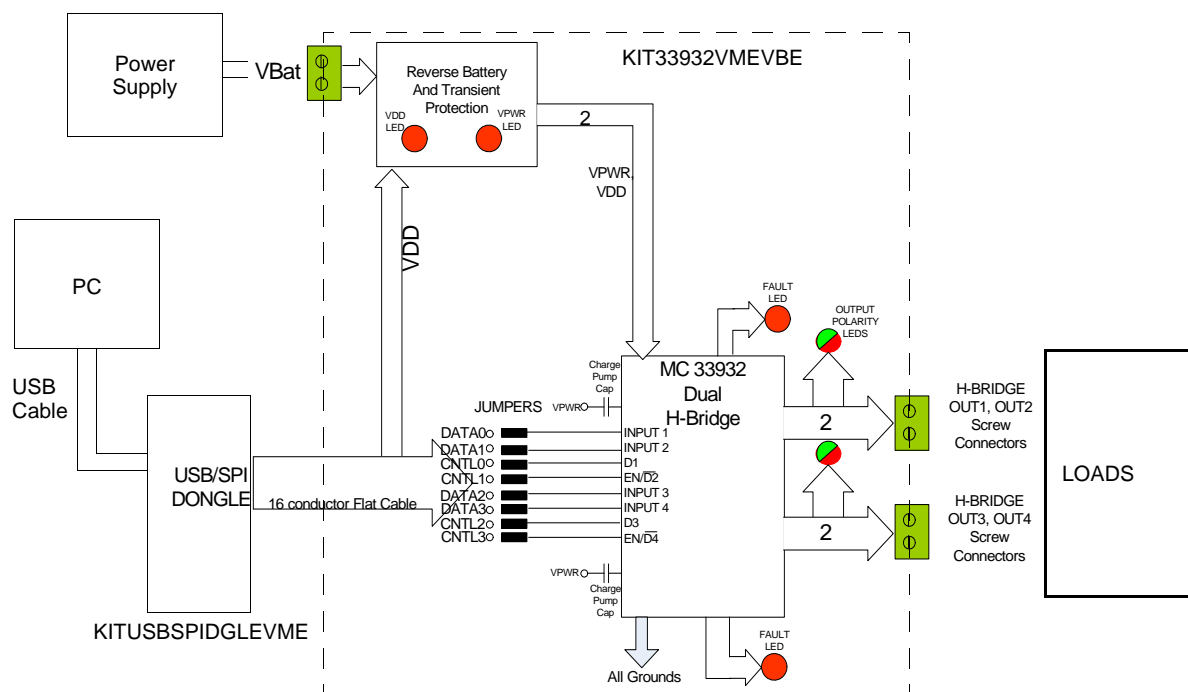 Power
Supply
VBat
Reverse Battery
And Transient
Protection
VDD
LED
VPWR
LED
2
KIT33932VMEVBE
VPWR,
VDD
VDD
PC
USB
Cable
USB/SPI
DONGLE
16 conductor Flat Cable
KITUSBSPIDGLEVME
JUMPERS
DATA0
DATA1
CNTL0
CNTL1
DATA2
DATA3
CNTL2
CNTL3
Charge
Pump
Cap
VPWR
MC 33932
Dual
H-Bridge
INPUT 1
INPUT 2
D1
EN/D2
INPUT 3
INPUT 4
D3
EN/D4
VPWR
Charge
Pump
Cap
All Grounds
FAULT
LED
OUTPUT
POLARITY
LEDS
2
2
FAULT
LED
H-BRIDGE
OUT1, OUT2
Screw
Connectors
H-BRIDGE
OUT3, OUT4
Screw
Connectors
LOADS